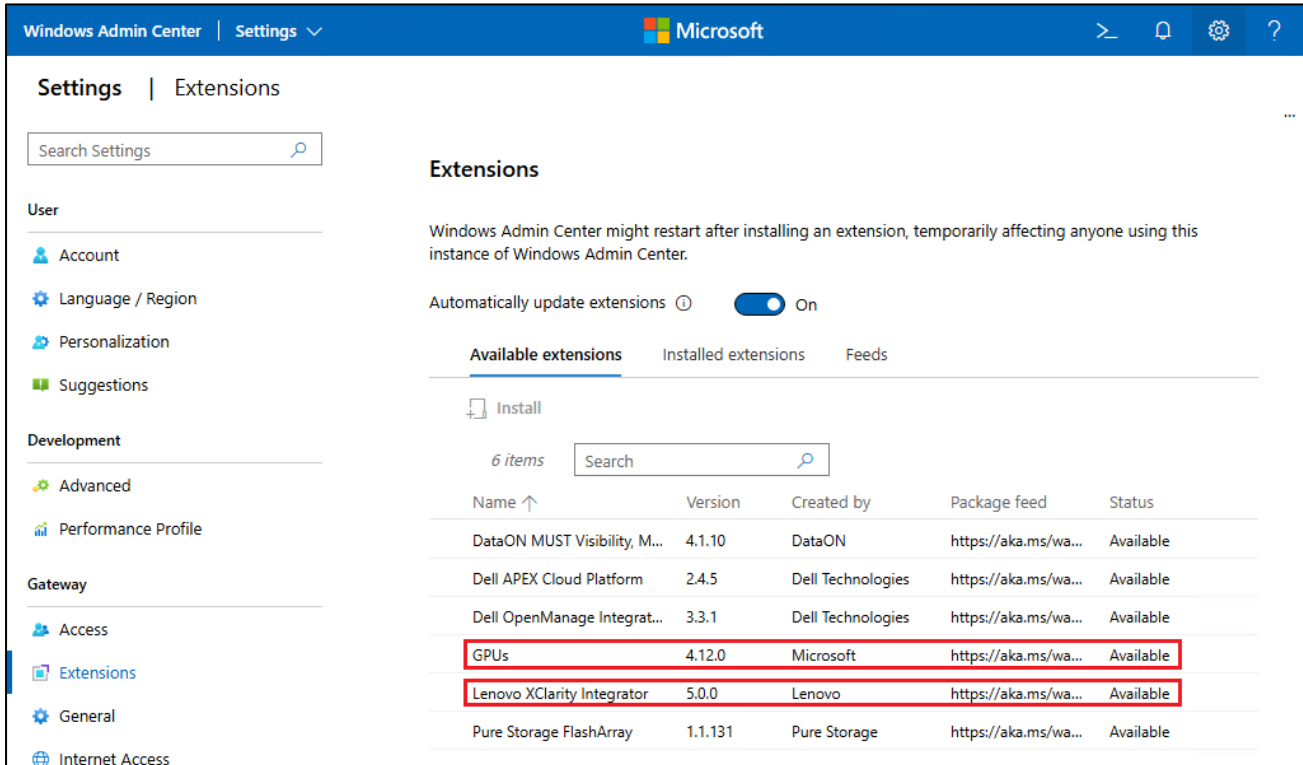 Windows Admin Center | Settings
Microsoft
Settings | Extensions
...
Search Settings
User
Account
Language / Region
Personalization
Suggestions
Development
Advanced
Performance Profile
Gateway
Access
Extensions
General
Internet Access
Extensions
Windows Admin Center might restart after installing an extension, temporarily affecting anyone using this
instance of Windows Admin Center.
Automatically update extensions On
Available extensions Installed extensions Feeds
Install
6 items Search
Name Version Created by Package feed Status
DataON MUST Visibility, M... 4.1.10 DataON https://aka.ms/wa... Available
Dell APEX Cloud Platform 2.4.5 Dell Technologies https://aka.ms/wa... Available
Dell OpenManage Integrat... 3.3.1 Dell Technologies https://aka.ms/wa... Available
GPUs 4.12.0 Microsoft https://aka.ms/wa... Available
Lenovo XClarity Integrator 5.0.0 Lenovo https://aka.ms/wa... Available
Pure Storage FlashArray 1.1.131 Pure Storage https://aka.ms/wa... Available